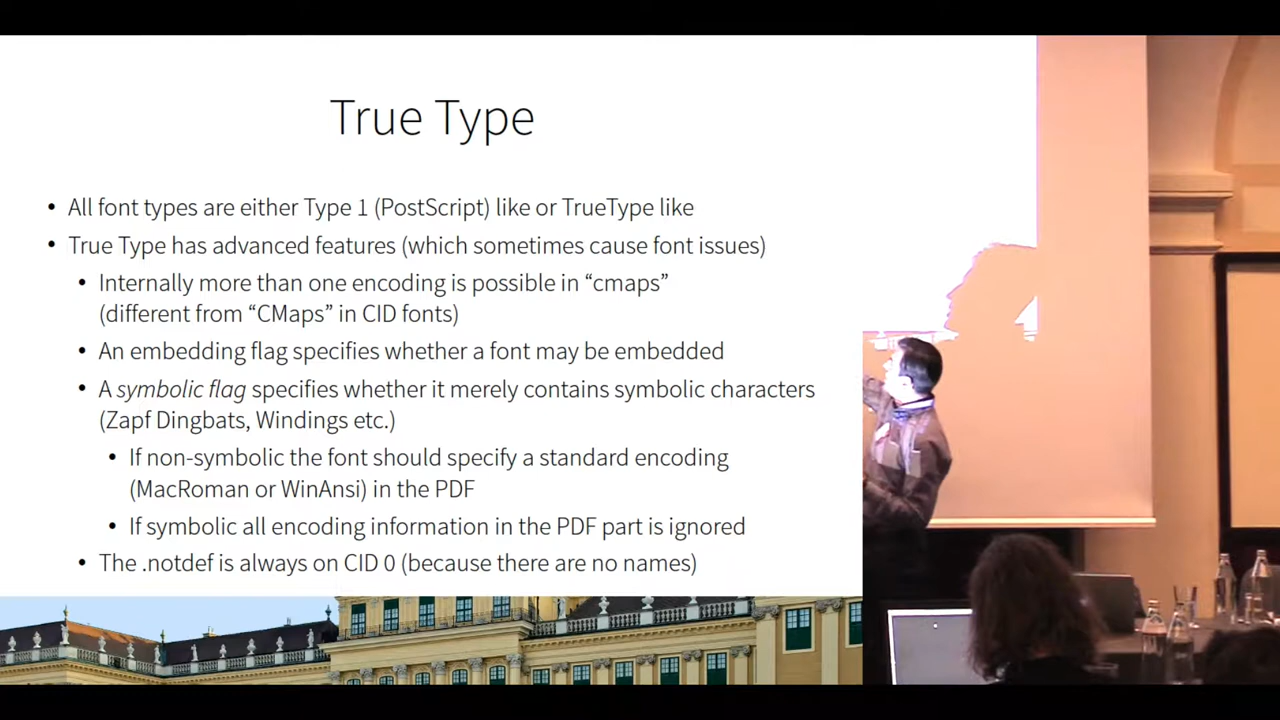 True Type
• All font types are either Type 1 (PostScript) like or TrueType like
• True Type has advanced features (which sometimes cause font issues)
• Internally more than one encoding is possible in “cmaps”
(different from “CMaps” in CID fonts)
• An embedding flag specifies whether a font may be embedded
• A symbolic flag specifies whether it merely contains symbolic characters
(Zapf Dingbats, Windings etc.)
• If non-symbolic the font should specify a standard encoding
(MacRoman or WinAnsi) in the PDF
• If symbolic all encoding information in the PDF part is ignored
• The .notdef is always on CID 0 (because there are no names)